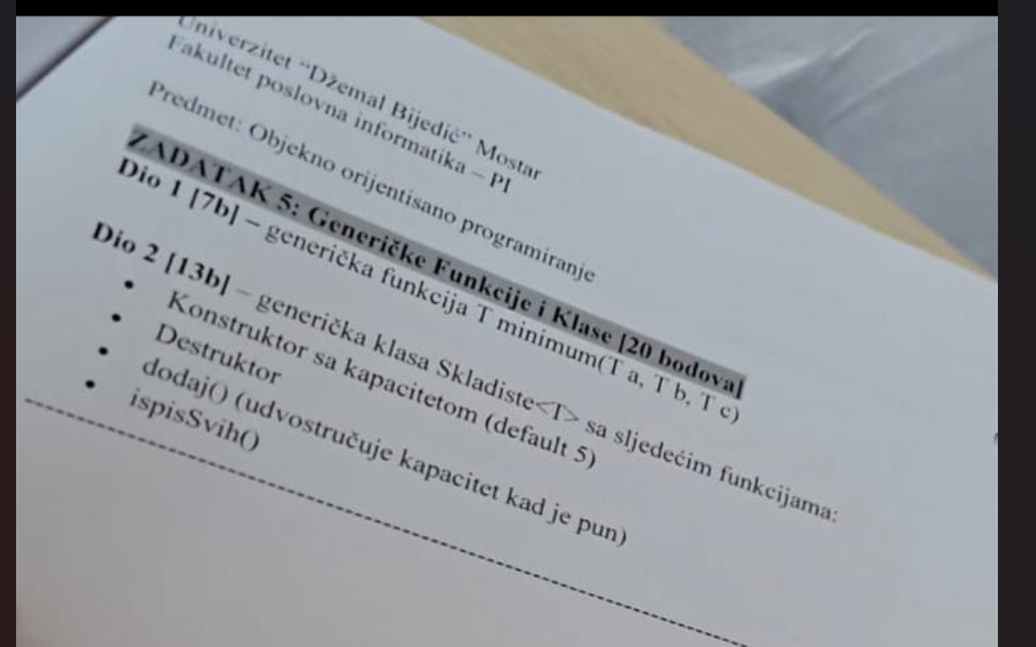 Univerzitet “Džemal Bijedić” Mostar
Fakultet poslovna informatika – PI
Predmet: Objekno orijentisano programiranje
ZADATAK 5: Generičke Funkcije i Klase [20 bodova]
Dio 1 [7b] – generička funkcija T minimum(T a, T b, T c)
Dio 2 [13b] – generička klasa Skladiste<T> sa sljedećim funkcijama:
• Konstruktor sa kapacitetom (default 5)
• Destruktor
• dodaj() (udvostručuje kapacitet kad je pun)
• ispisSvih()